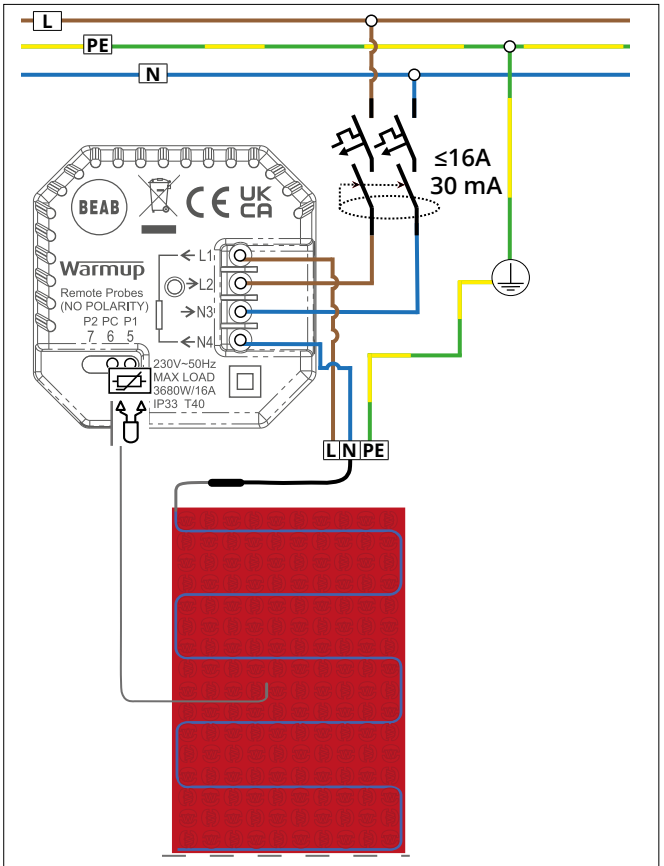 L
PE
N
≤16A
30 mA
BEAB
CE UK CA
Warmup
Remote Probes
(NO POLARITY)
P2 PC P1
7 6 5
← L1
→ L2
→ N3
← N4
230V~50Hz
MAX LOAD
3680W/16A
IP33 T40
L N PE